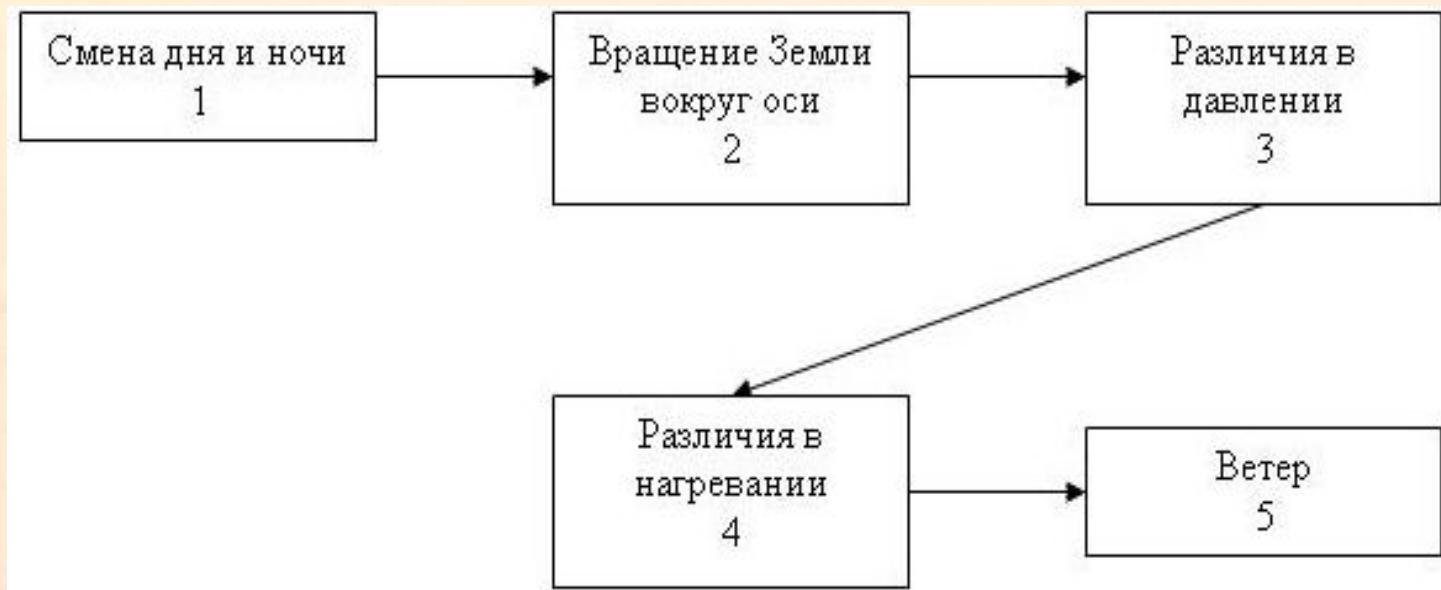 Смена дня и ночи
1
Вращение Земли
вокруг оси
2
Различия в
давлении
3
Различия в
нагревании
4
Ветер
5